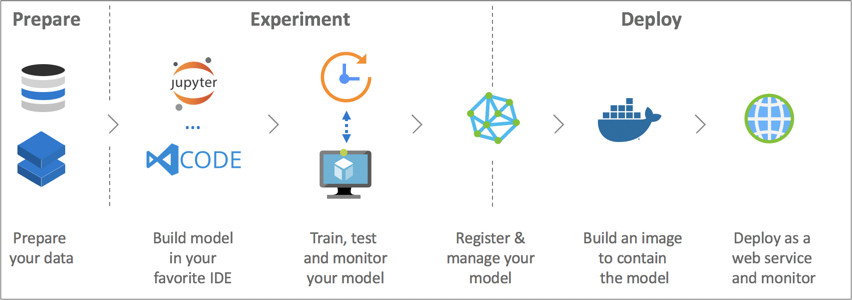 Prepare
Experiment
Deploy
jupyter
...
CODE
Prepare
your data
Build model
in your
favorite IDE
Train, test
and monitor
your model
Register &
manage your
model
Build an image
to contain
the model
Deploy as a
web service
and monitor